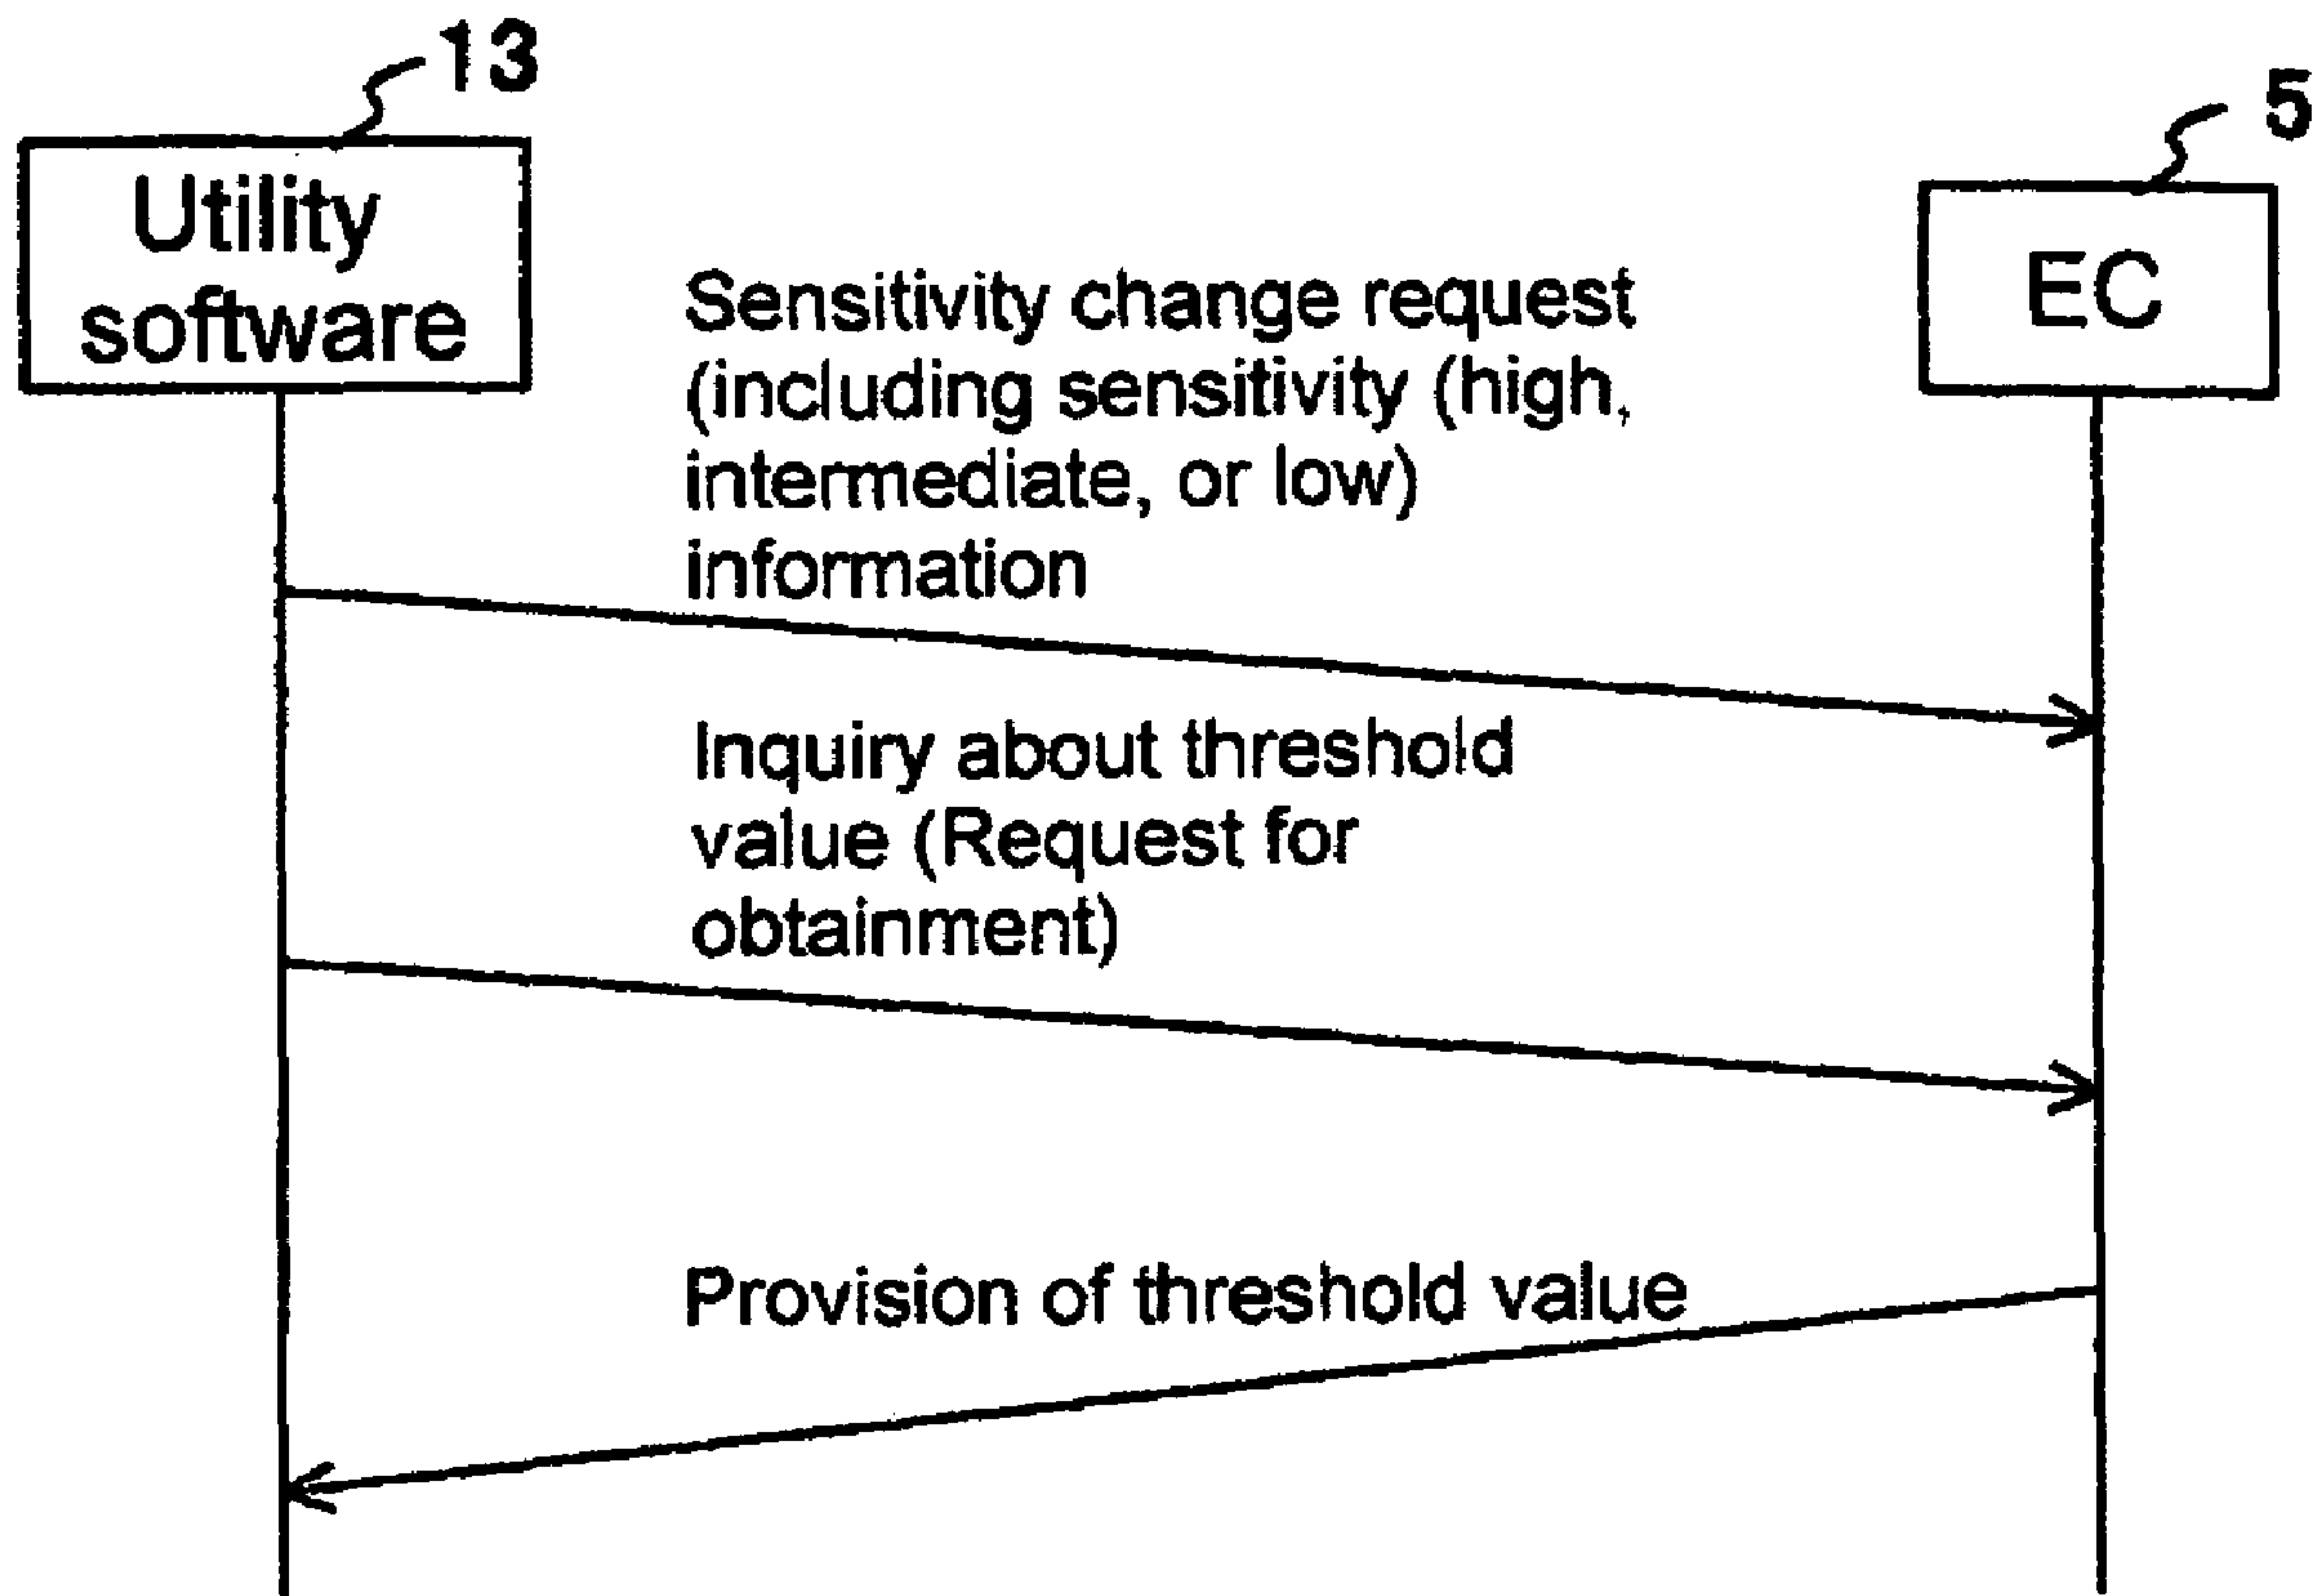 13
5
Utility
software
EC
Sensitivity change request
(including sensitivity (high,
intermediate, or low)
information
Inquiry about threshold
value (Request for
obtainment)
Provision of threshold value